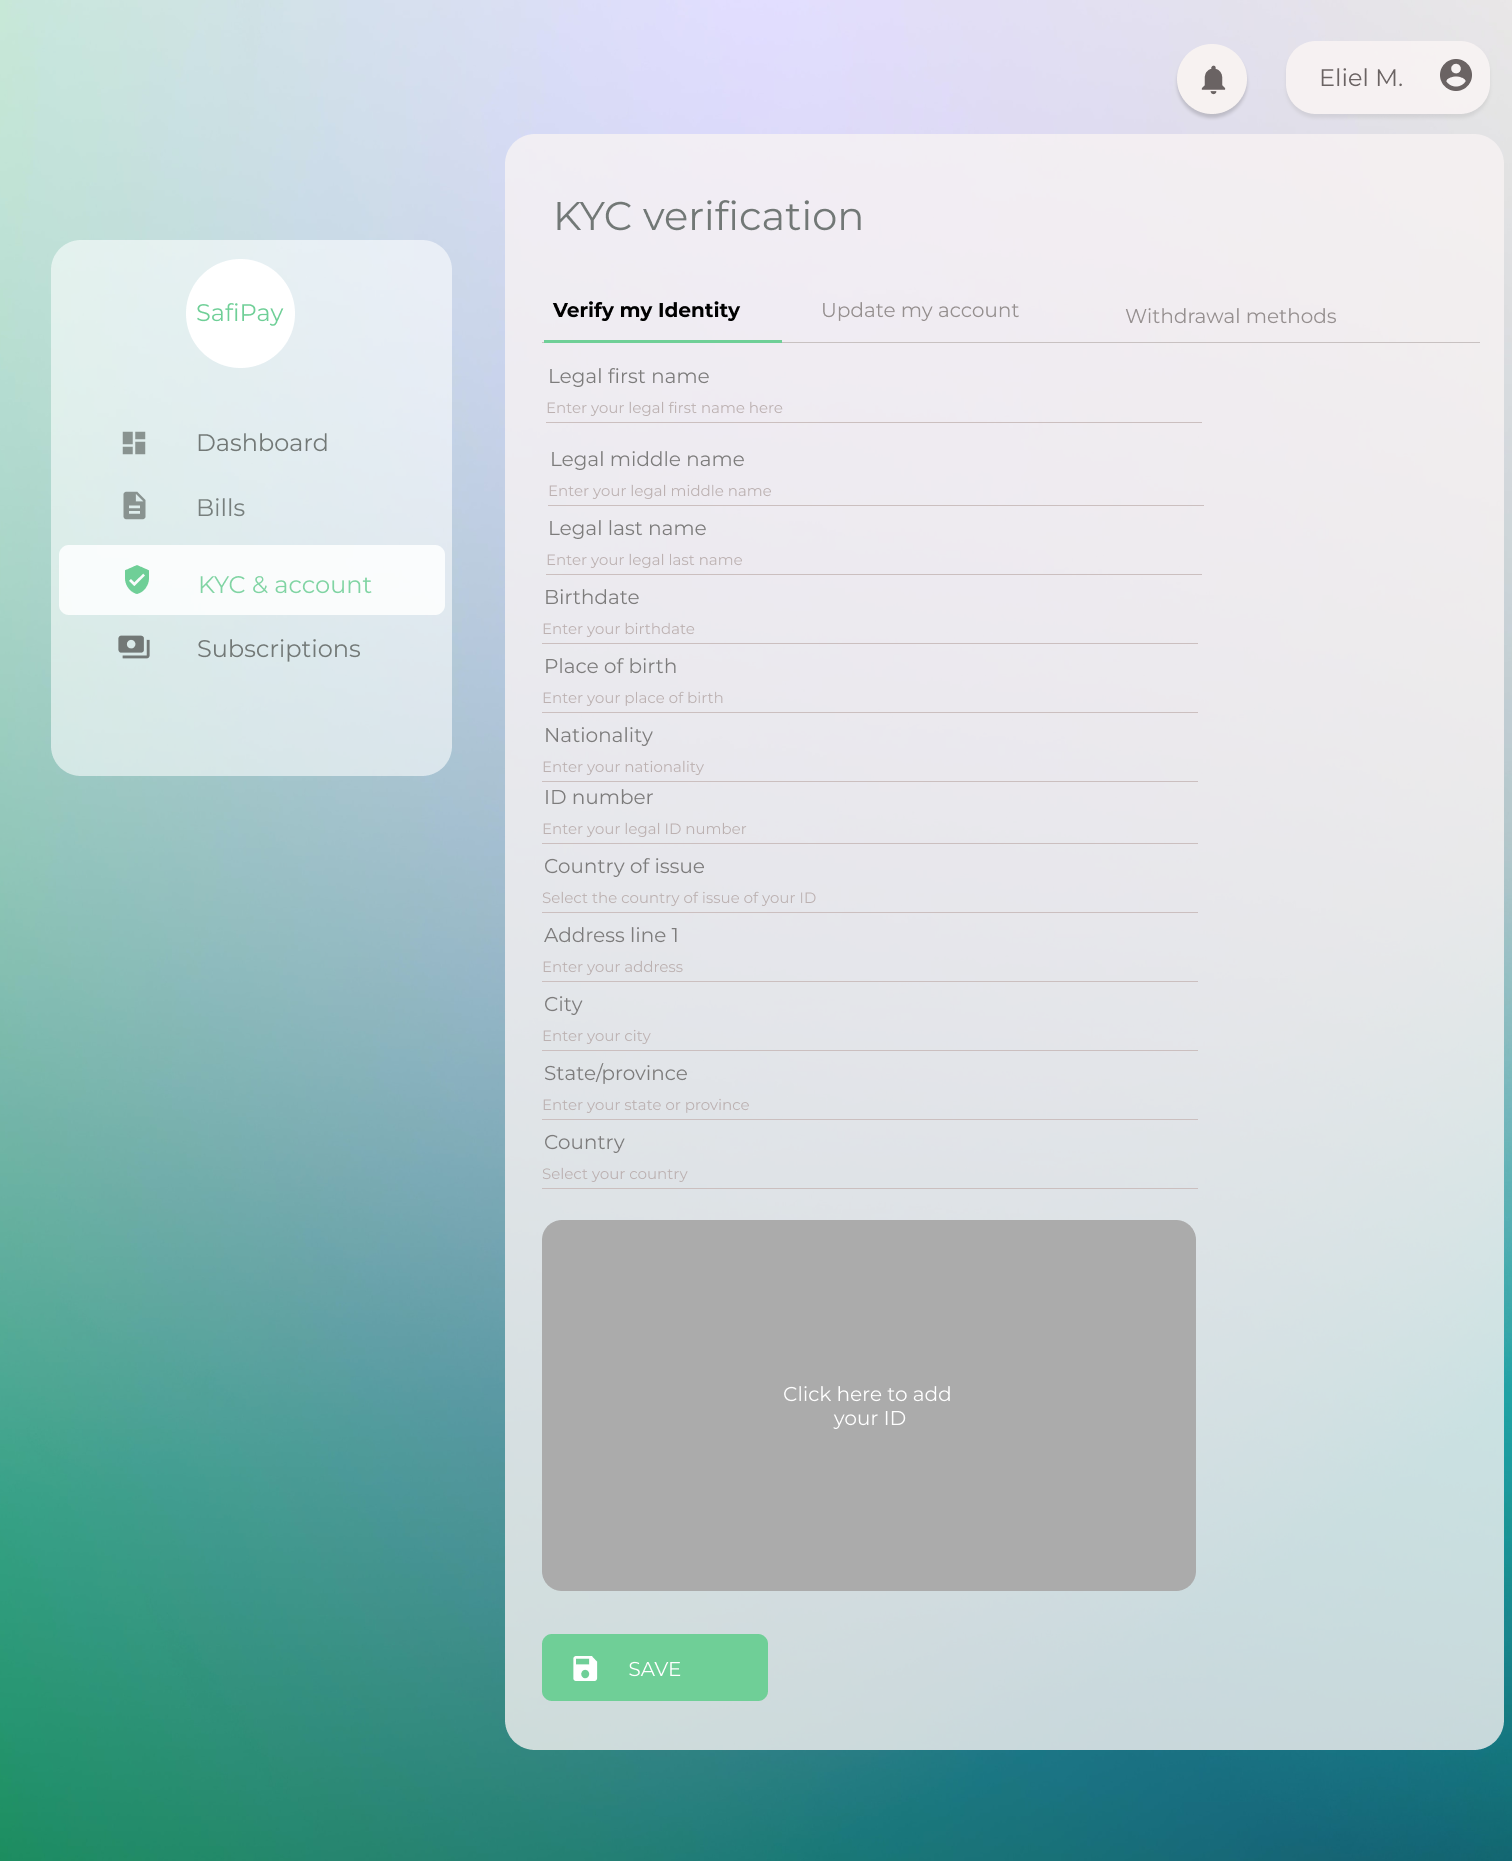 Eliel M.
KYC verification
SafiPay
Verify my Identity
Update my account
Withdrawal methods
Dashboard
Bills
KYC & account
Subscriptions
Legal first name
Enter your legal first name here
Legal middle name
Enter your legal middle name
Legal last name
Enter your legal last name
Birthdate
Enter your birthdate
Place of birth
Enter your place of birth
Nationality
Enter your nationality
ID number
Enter your legal ID number
Country of issue
Select the country of issue of your ID
Address line 1
Enter your address
City
Enter your city
State/province
Enter your state or province
Country
Select your country
Click here to add
your ID
SAVE